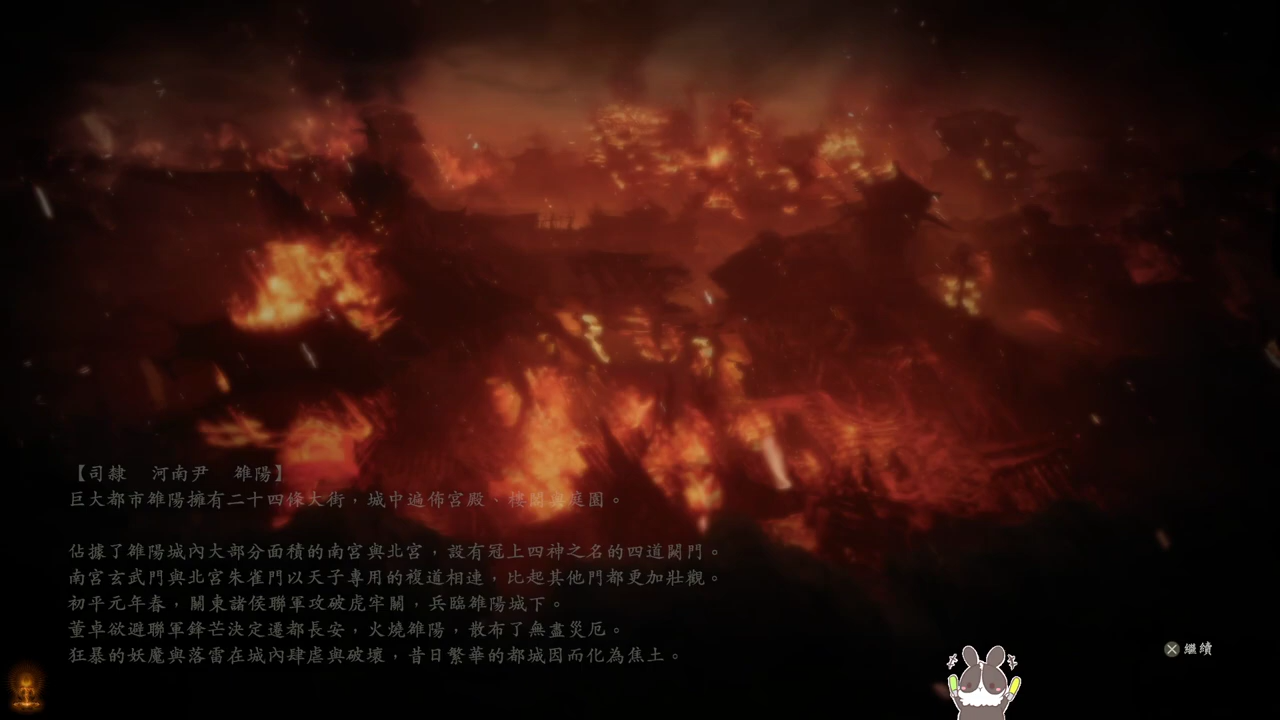 【司隸　河南尹　雒陽】
巨大都市雒陽擁有二十四條大街，城中遍佈宮殿、樓閣與庭園。
佔據了雒陽城內大部分面積的南宮與北宮，設有冠上四神之名的四道闕門。
南宮玄武門與北宮朱雀門以天子專用的複道相連，比起其他門都更加壯觀。
初平元年春，關東諸侯聯軍攻破虎牢關，兵臨雒陽城下。
董卓欲避聯軍鋒芒決定遷都長安，火燒雒陽，散布了無盡災厄。
狂暴的妖魔與落雷在城內肆虐與破壞，昔日繁華的都城因而化為焦土。
繼續